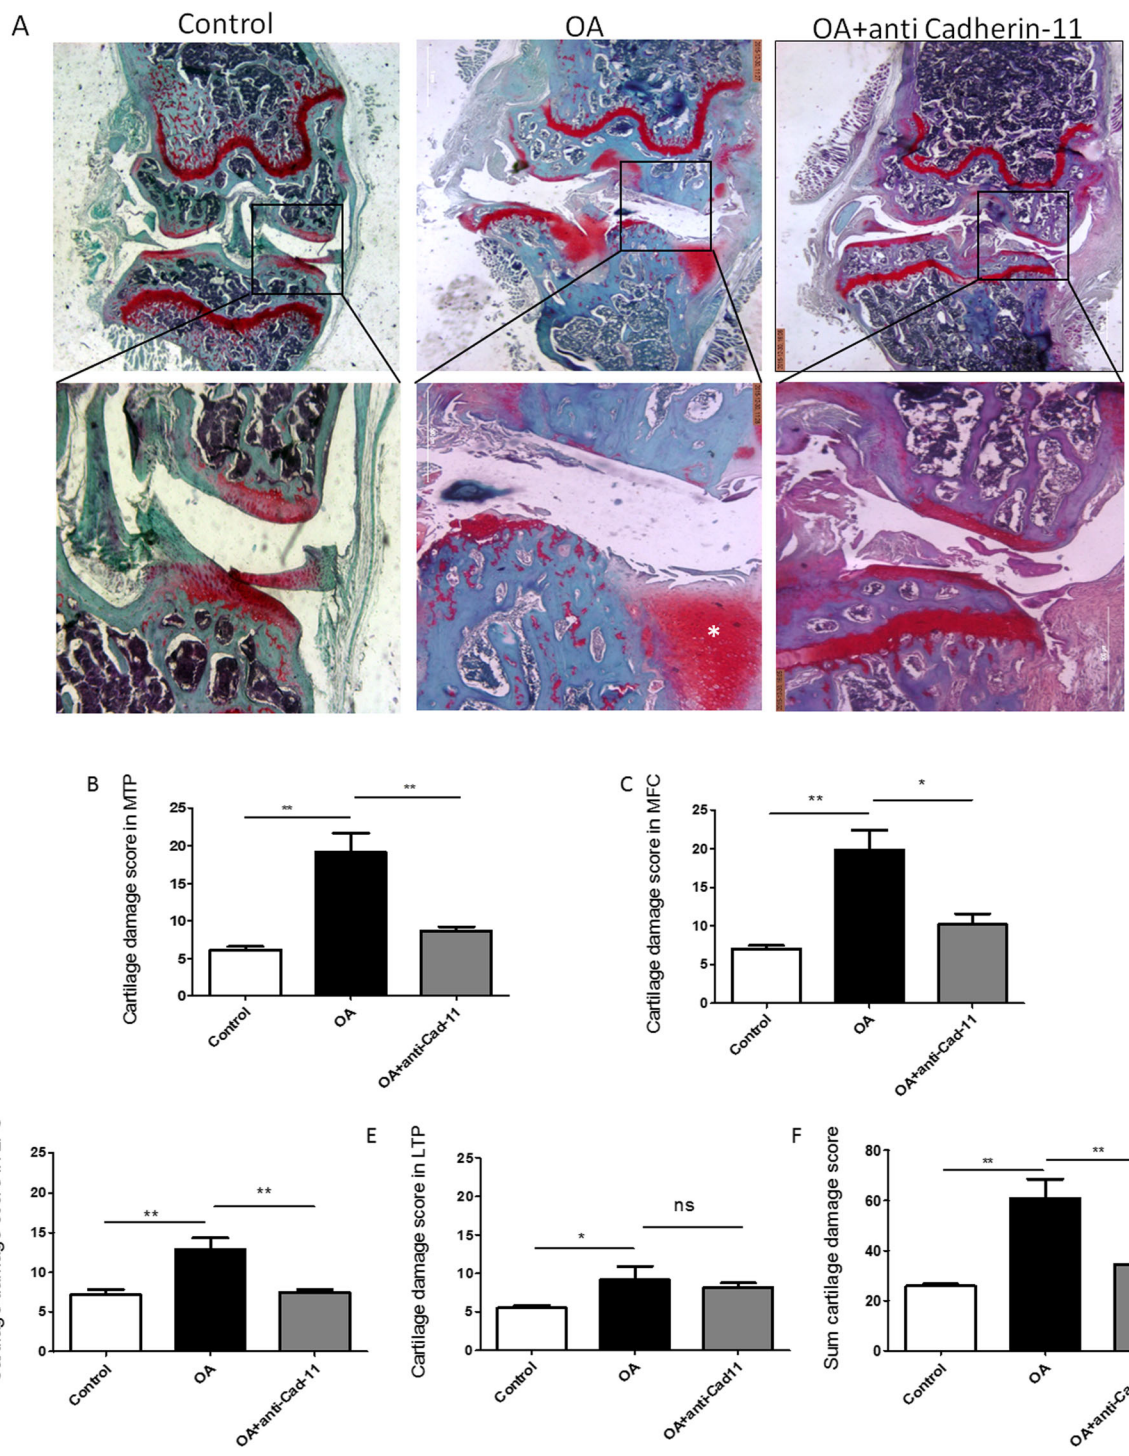 A
Control
OA
OA+anti Cadherin-11
B
Cartilage damage score in MTP
25
20
15
10
5
0
**
**
Control
OA
OA+anti-Cad-11
C
Cartilage damage score in MFC
25
20
15
10
5
0
**
*
Control
OA
OA+anti-Cad-11
25
20
15
10
5
0
**
**
Control
OA
OA+anti-Cad-11
E
Cartilage damage score in LTP
25
20
15
10
5
0
*
ns
Control
OA
OA+anti-Cad11
F
Sum cartilage damage score
80
60
40
20
0
**
**
Control
OA
OA+anti-Ca
*